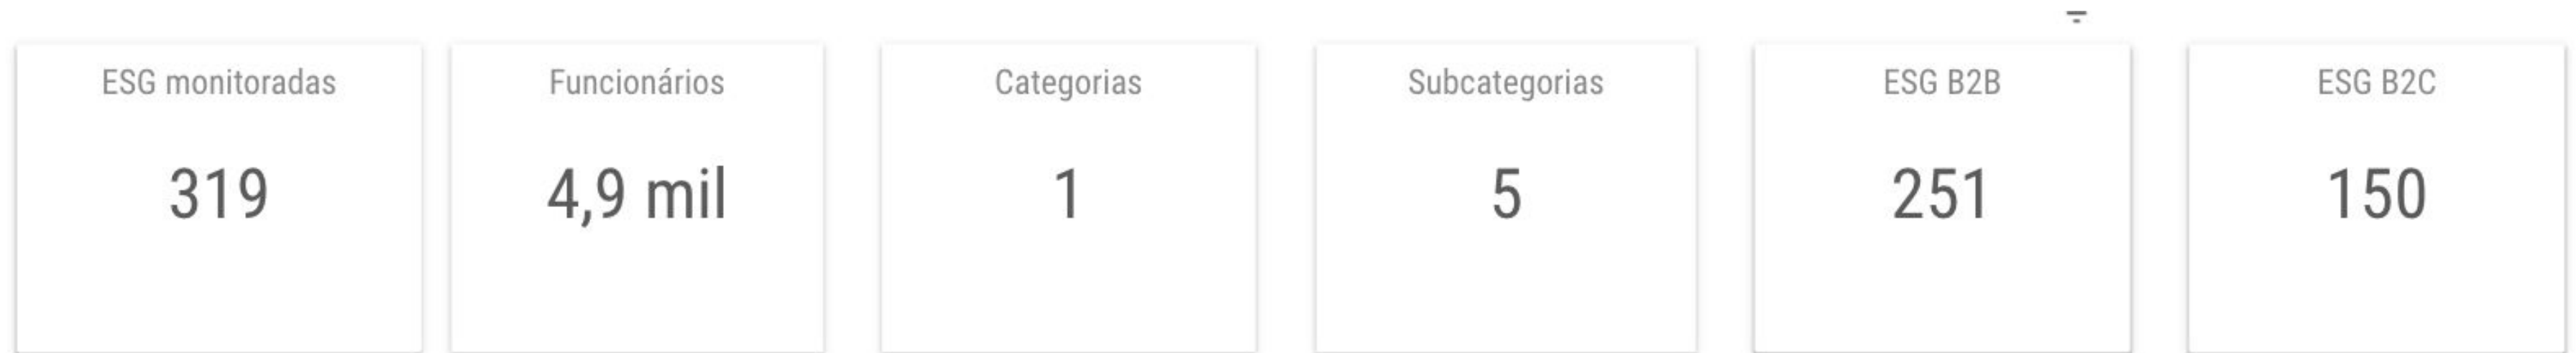 ESG monitoradas
319
Funcionários
4,9 mil
Categorias
1
Subcategorias
5
ESG B2B
251
ESG B2C
150